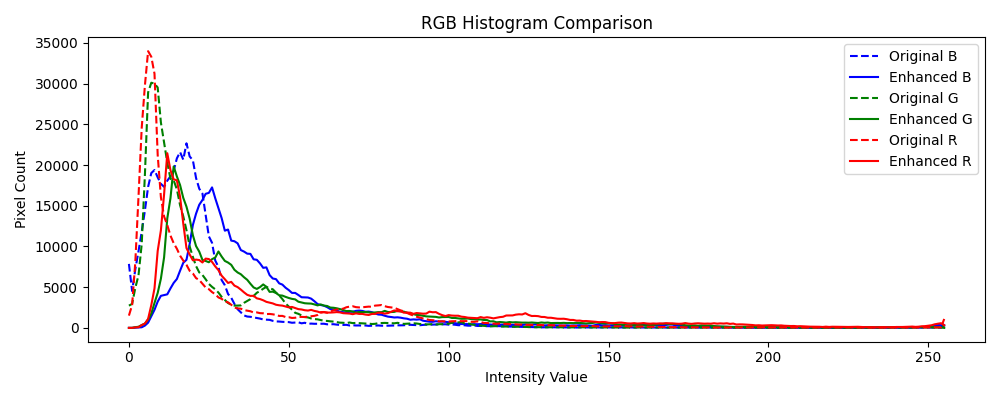 RGB Histogram Comparison
35000
30000
25000
20000
15000
10000
5000
0
Pixel Count
0 50 100 150 200 250
Intensity Value
Original B
Enhanced B
Original G
Enhanced G
Original R
Enhanced R